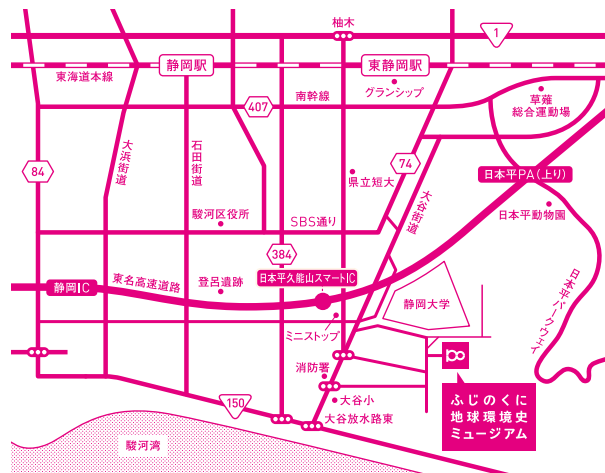 柚木
1
静岡駅
東静岡駅
東海道本線
グランシップ
南幹線
407
草薙
総合運動場
大浜街道
石田街道
84
74
県立短大
大谷街道
日本平PA(上り)
駿河区役所
SBS通り
日本平動物園
384
日本平久能山スマートIC
東名高速道路
登呂遺跡
静岡IC
静岡大学
日本平パークウェイ
ミニストップ
消防署
大谷小
150
大谷放水路東
ふじのくに
地球環境史
ミュージアム
駿河湾